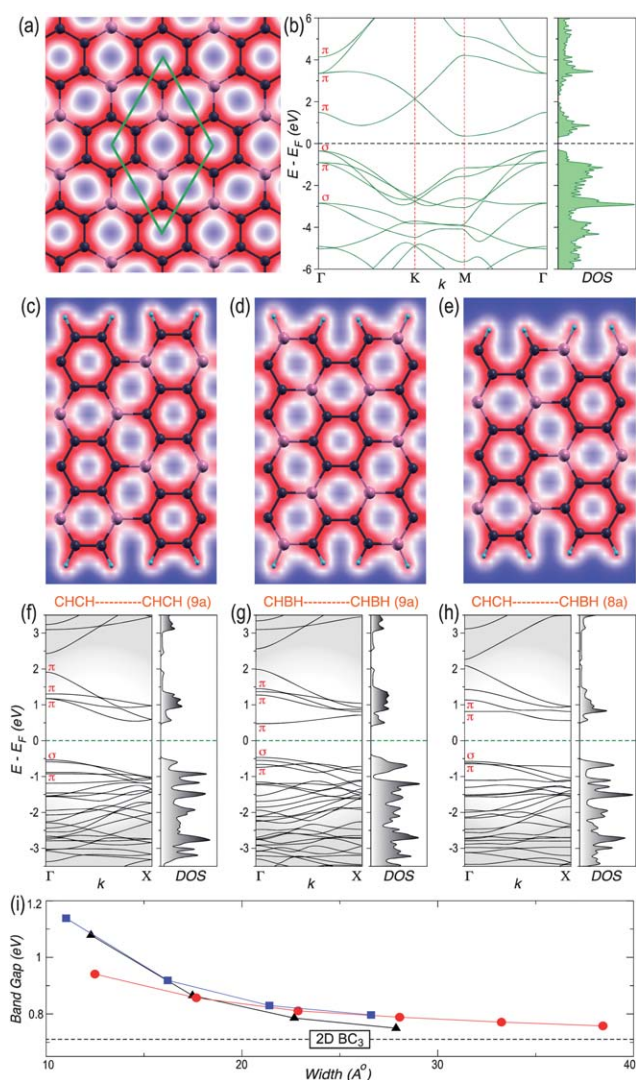 (a)
(b)
6
4
2
0
-2
-4
-6
E - E_F (eV)
π
π
π
σ
π
σ
Γ
K
k
M
Γ
DOS
(c)
(d)
(e)
CHCH---------CHCH (9a)
CHBH---------CHBH (9a)
CHCH---------CHBH (8a)
(f)
(g)
(h)
3
2
1
0
-1
-2
-3
E - E_F (eV)
π
π
π
σ
π
Γ
k
X
DOS
π
π
π
σ
π
Γ
k
X
DOS
π
π
π
σ
π
Γ
k
X
DOS
(i)
1.2
1
0.8
Band Gap (eV)
2D BC₃
10
20
30
40
Width (A°)